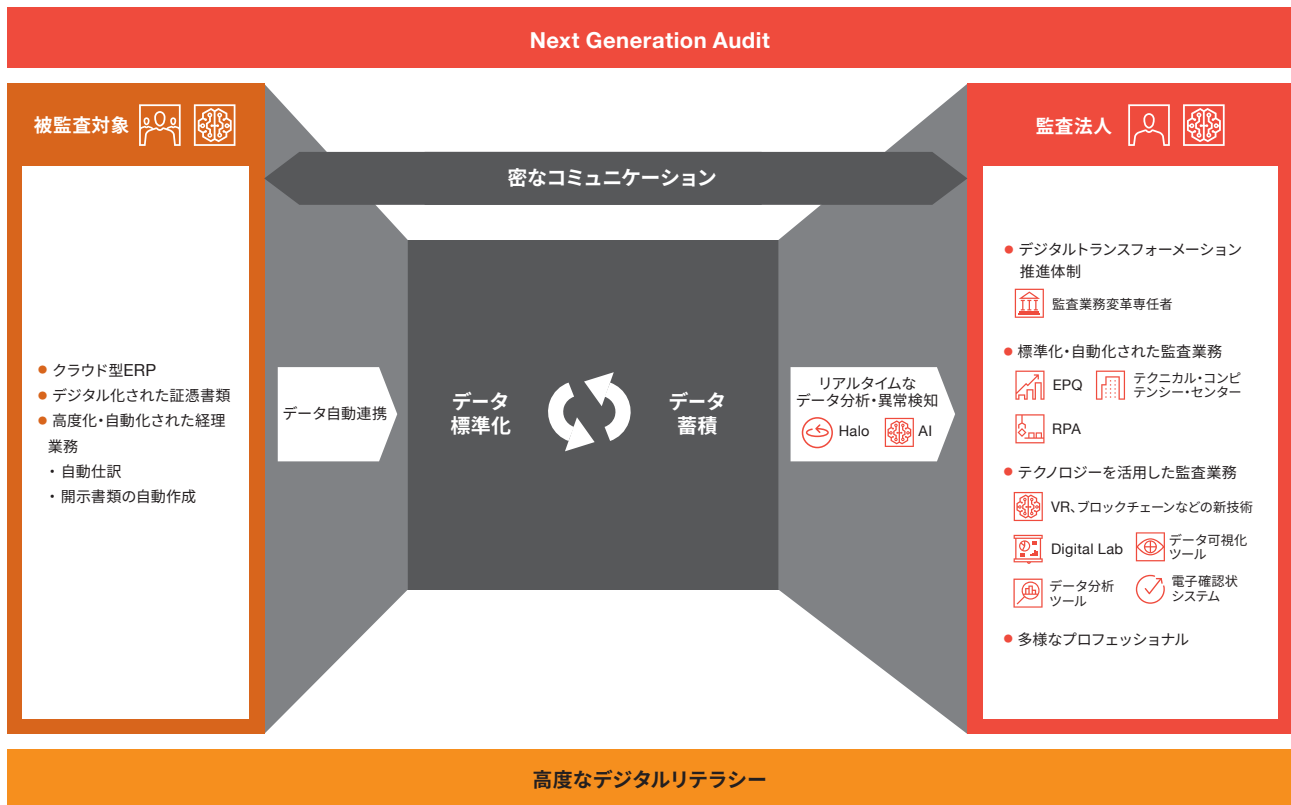 Next Generation Audit
被監査対象
● クラウド型ERP
● デジタル化された証憑書類
● 高度化・自動化された経理
業務
・自動仕訳
・開示書類の自動作成
密なコミュニケーション
データ自動連携
データ
標準化
データ
蓄積
リアルタイムな
データ分析・異常検知
Halo
AI
監査法人
● デジタルトランスフォーメーション
推進体制
監査業務変革専任者
● 標準化・自動化された監査業務
EPQ
テクニカル・コンピ
テンシー・センター
RPA
● テクノロジーを活用した監査業務
VR、ブロックチェーンなどの新技術
Digital Lab
データ可視化
ツール
データ分析
ツール
電子確認状
システム
● 多様なプロフェッショナル
高度なデジタルリテラシー